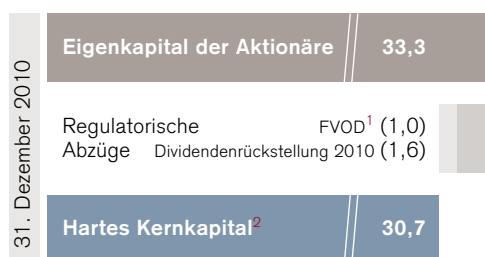 31. Dezember 2010
Eigenkapital der Aktionäre 33,3
Regulatorische FVOD¹ (1,0)
Abzüge Dividendenrückstellung 2010 (1,6)
Hartes Kernkapital² 30,7